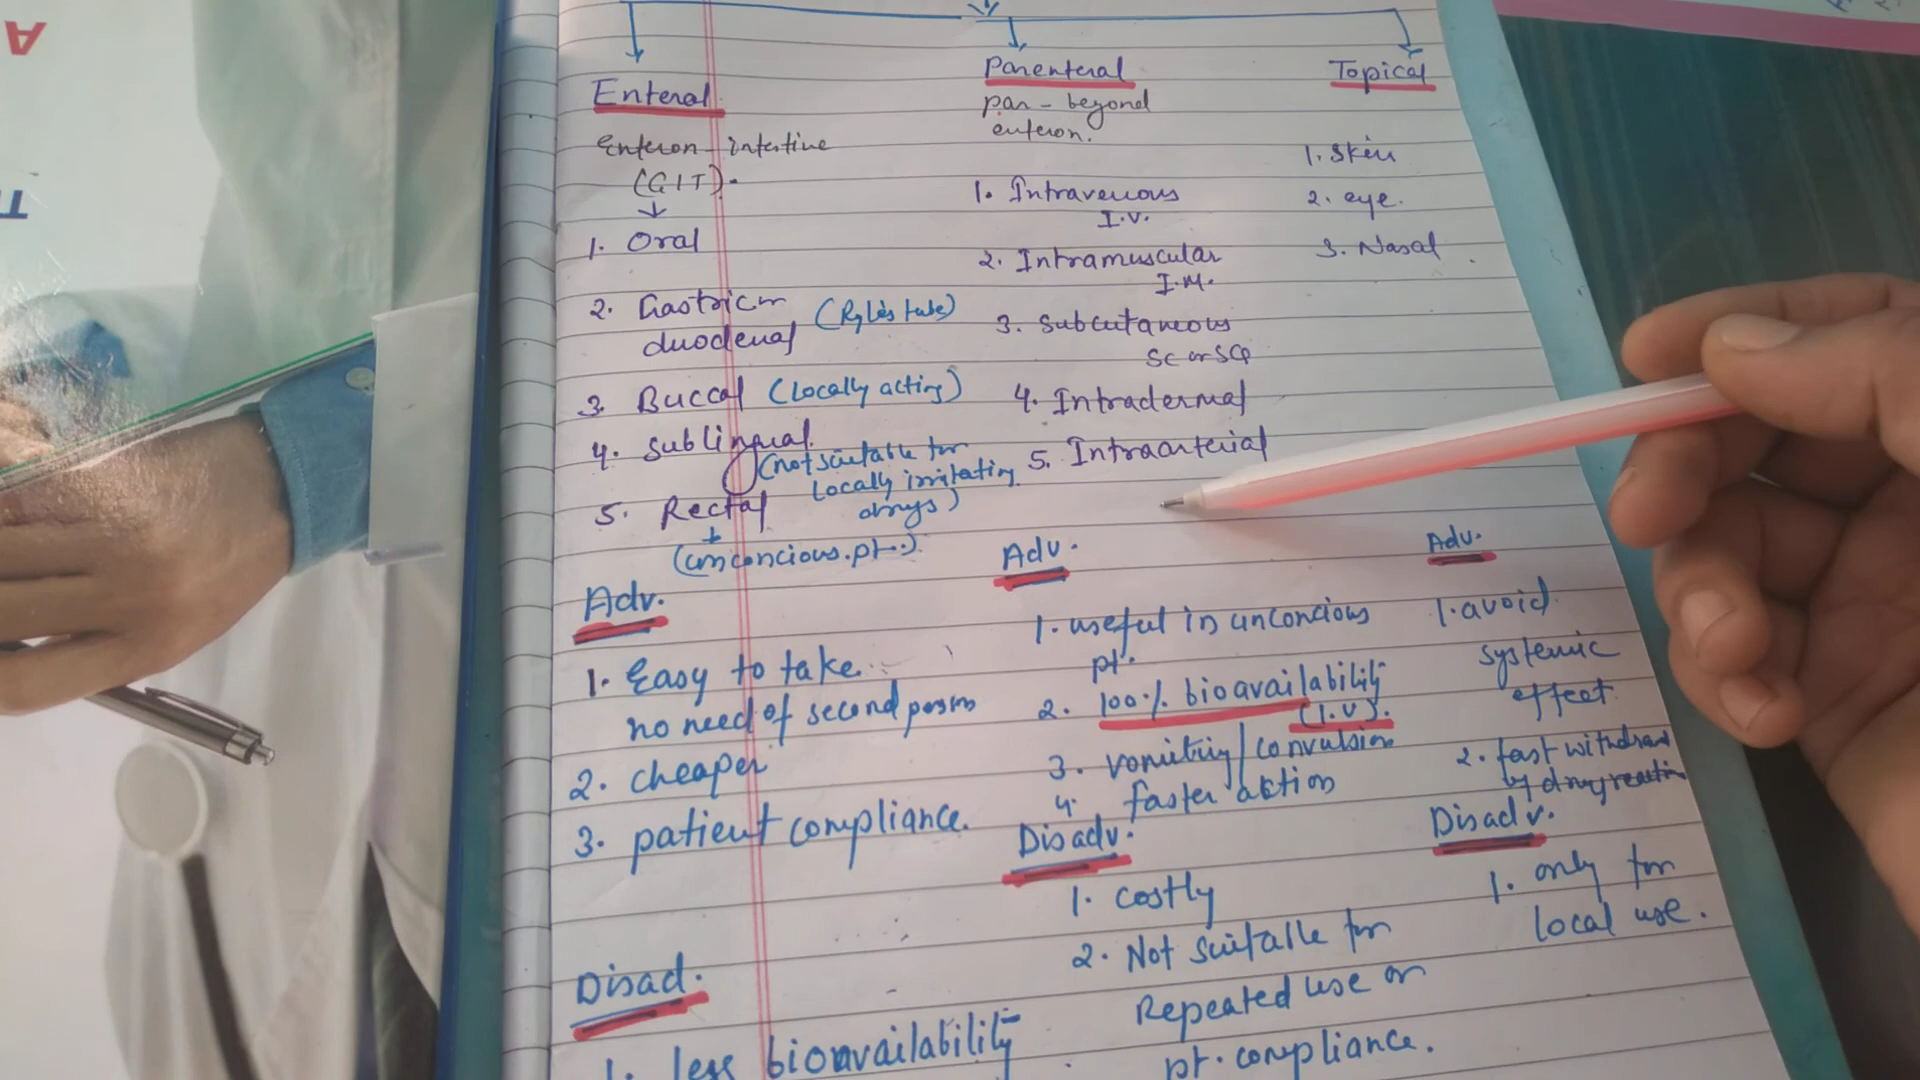 Enteral
Enteron - intestine
(GIT).
1. Oral
2. Gastric or
duodenal
(Ryle's tube)
3. Buccal (locally acting)
4. Sublingual
(not suitable for
locally irritating
drugs)
5. Rectal
(unconcious. pt.).
Adv.
1. Easy to take.
no need of second person
2. cheaper
3. patient compliance.
Disad.
1. less bioavailability
Parenteral
par - beyond
enteron.
1. Intravenous
I.V.
2. Intramuscular
I.M.
3. Subcutaneous
SC or SCq
4. Intradermal
5. Intraarterial
Adv.
1. useful in unconcious
pt.
2. 100% bioavailability
(I.V).
3. vomiting/convulsion
4. faster action
Disadv.
1. costly
2. Not suitable for
Repeated use or
pt. compliance.
Topical
1. Skin
2. eye.
3. Nasal.
Adv.
1. avoid
systemic
effect
2. fast withdraw
Disadv.
1. only for
local use.
A